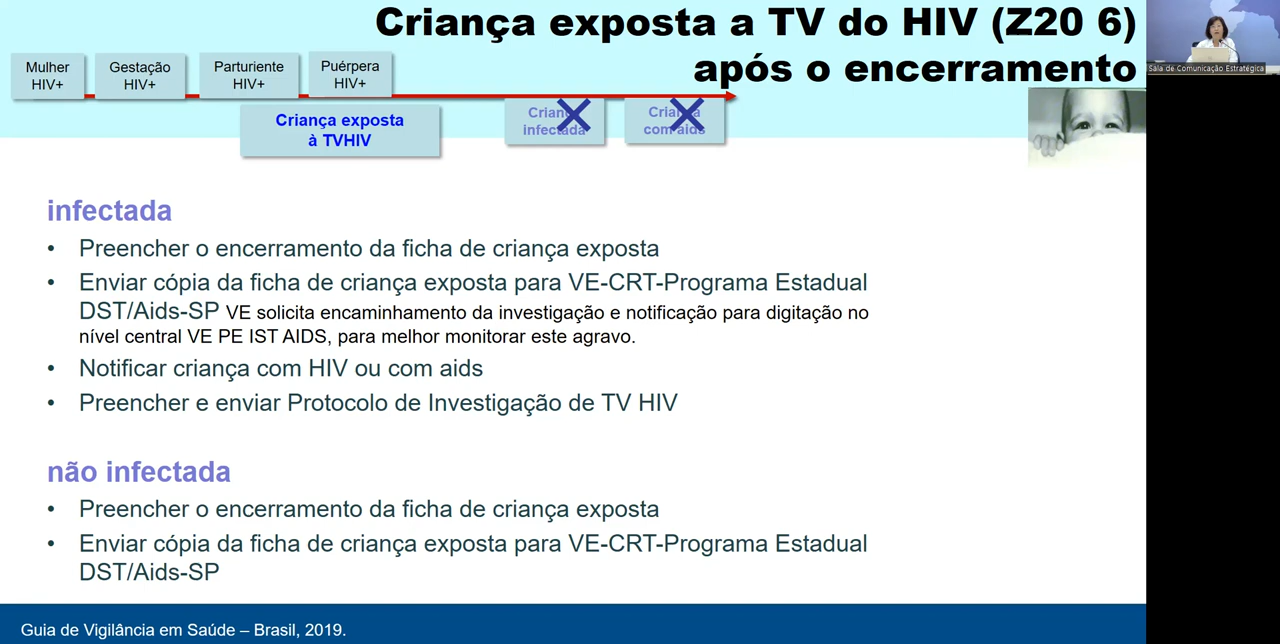 Criança exposta a TV do HIV (Z20 6)
após o encerramento
Mulher
HIV+
Gestação
HIV+
Parturiente
HIV+
Puérpera
HIV+
Criança exposta
à TVHIV
Criança
infectada
Criança
com aids
Sala de Comunicação Estratégica
infectada
• Preencher o encerramento da ficha de criança exposta
• Enviar cópia da ficha de criança exposta para VE-CRT-Programa Estadual
DST/Aids-SP VE solicita encaminhamento da investigação e notificação para digitação no
nível central VE PE IST AIDS, para melhor monitorar este agravo.
• Notificar criança com HIV ou com aids
• Preencher e enviar Protocolo de Investigação de TV HIV
não infectada
• Preencher o encerramento da ficha de criança exposta
• Enviar cópia da ficha de criança exposta para VE-CRT-Programa Estadual
DST/Aids-SP
Guia de Vigilância em Saúde – Brasil, 2019.